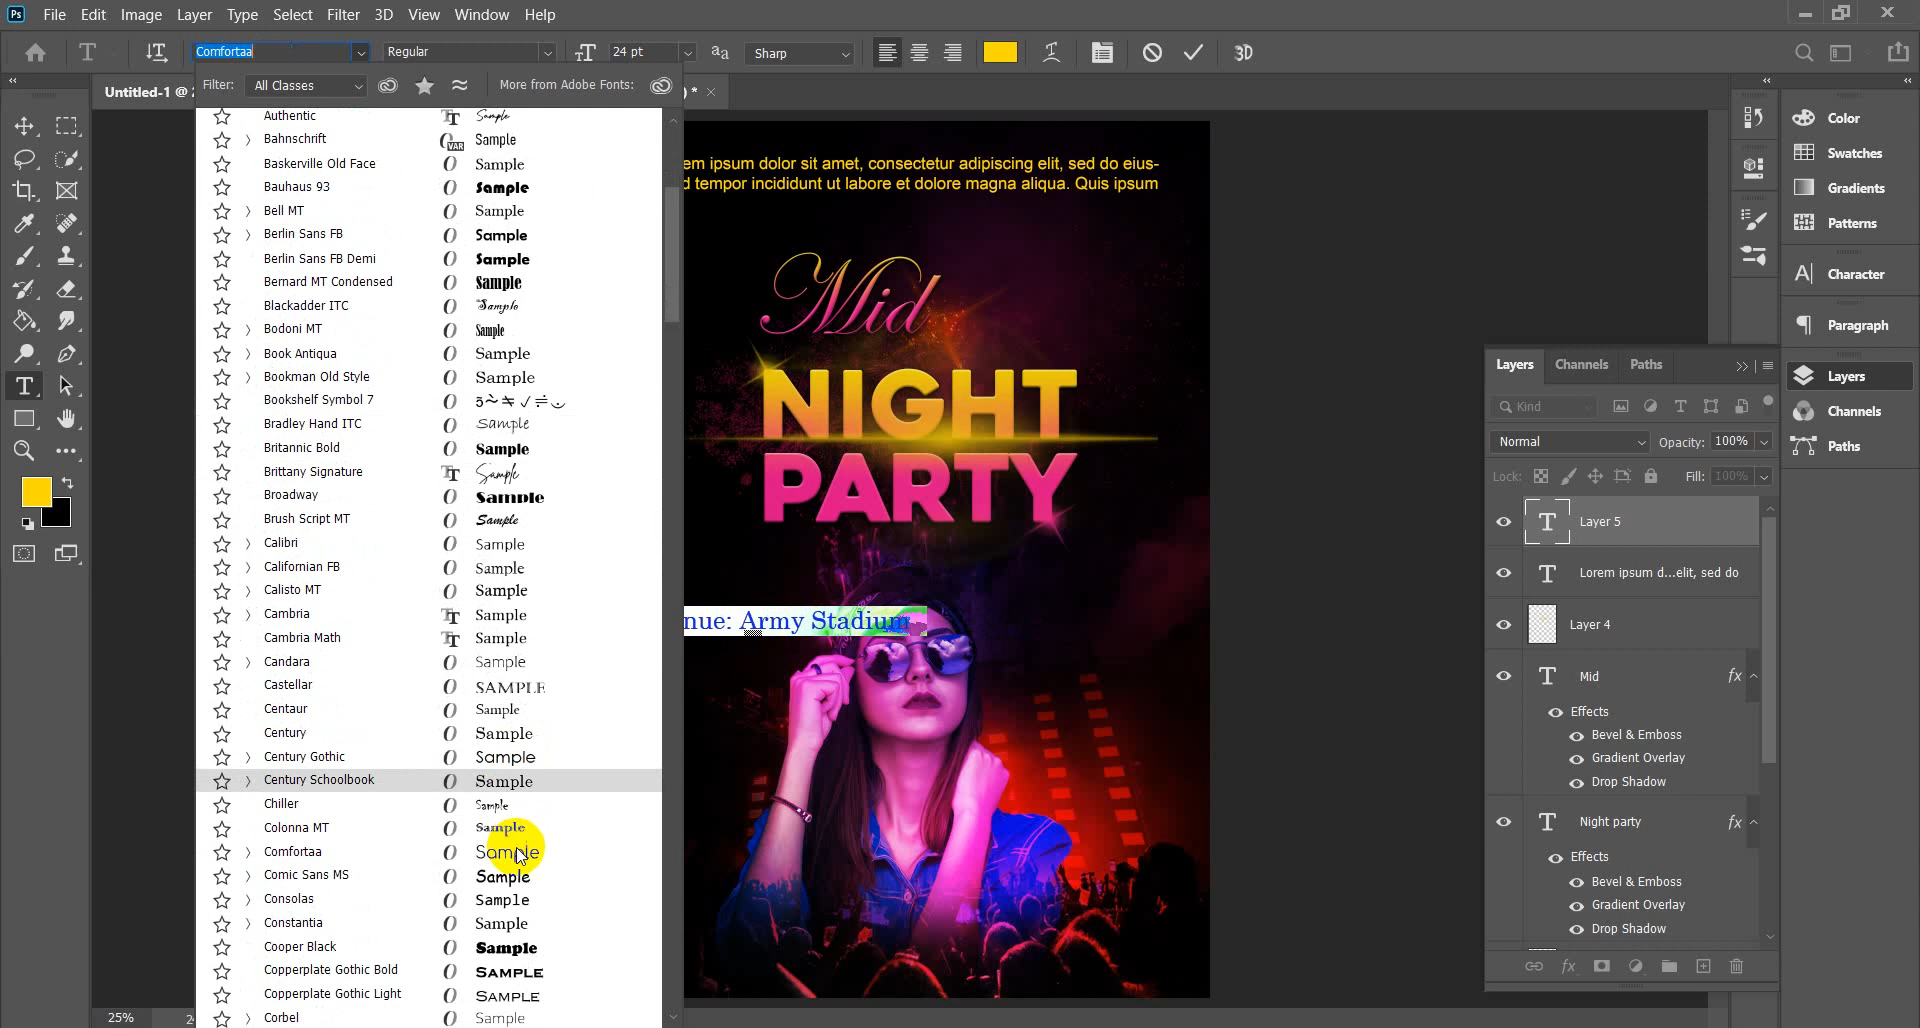 Ps File Edit Image Layer Type Select Filter 3D View Window Help
T Comfortaa Regular 24 pt aa Sharp 3D
Filter: All Classes More from Adobe Fonts:
Untitled-1 @ 2 ) * ×
Authentic Sample
Bahnschrift VAR Sample
Baskerville Old Face Sample
Bauhaus 93 Sample
Bell MT Sample
Berlin Sans FB Sample
Berlin Sans FB Demi Sample
Bernard MT Condensed Sample
Blackadder ITC Sample
Bodoni MT Sample
Book Antiqua Sample
Bookman Old Style Sample
Bookshelf Symbol 7
Bradley Hand ITC Sample
Britannic Bold Sample
Brittany Signature Sample
Broadway Sample
Brush Script MT Sample
Calibri Sample
Californian FB Sample
Calisto MT Sample
Cambria Sample
Cambria Math Sample
Candara Sample
Castellar SAMPLE
Centaur Sample
Century Sample
Century Gothic Sample
Century Schoolbook Sample
Chiller Sample
Colonna MT Sample
Comfortaa Sample
Comic Sans MS Sample
Consolas Sample
Constantia Sample
Cooper Black Sample
Copperplate Gothic Bold SAMPLE
Copperplate Gothic Light SAMPLE
Corbel Sample
25% 2
em ipsum dolor sit amet, consectetur adipiscing elit, sed do eius-
d tempor incididunt ut labore et dolore magna aliqua. Quis ipsum
Mid
NIGHT
PARTY
nue: Army Stadium
Color
Swatches
Gradients
Patterns
Character
Paragraph
Layers
Channels
Paths
Layers Channels Paths
Kind
Normal Opacity: 100%
Lock: Fill: 100%
Layer 5
Lorem ipsum d...elit, sed do
Layer 4
Mid fx
Effects
Bevel & Emboss
Gradient Overlay
Drop Shadow
Night party fx
Effects
Bevel & Emboss
Gradient Overlay
Drop Shadow
fx